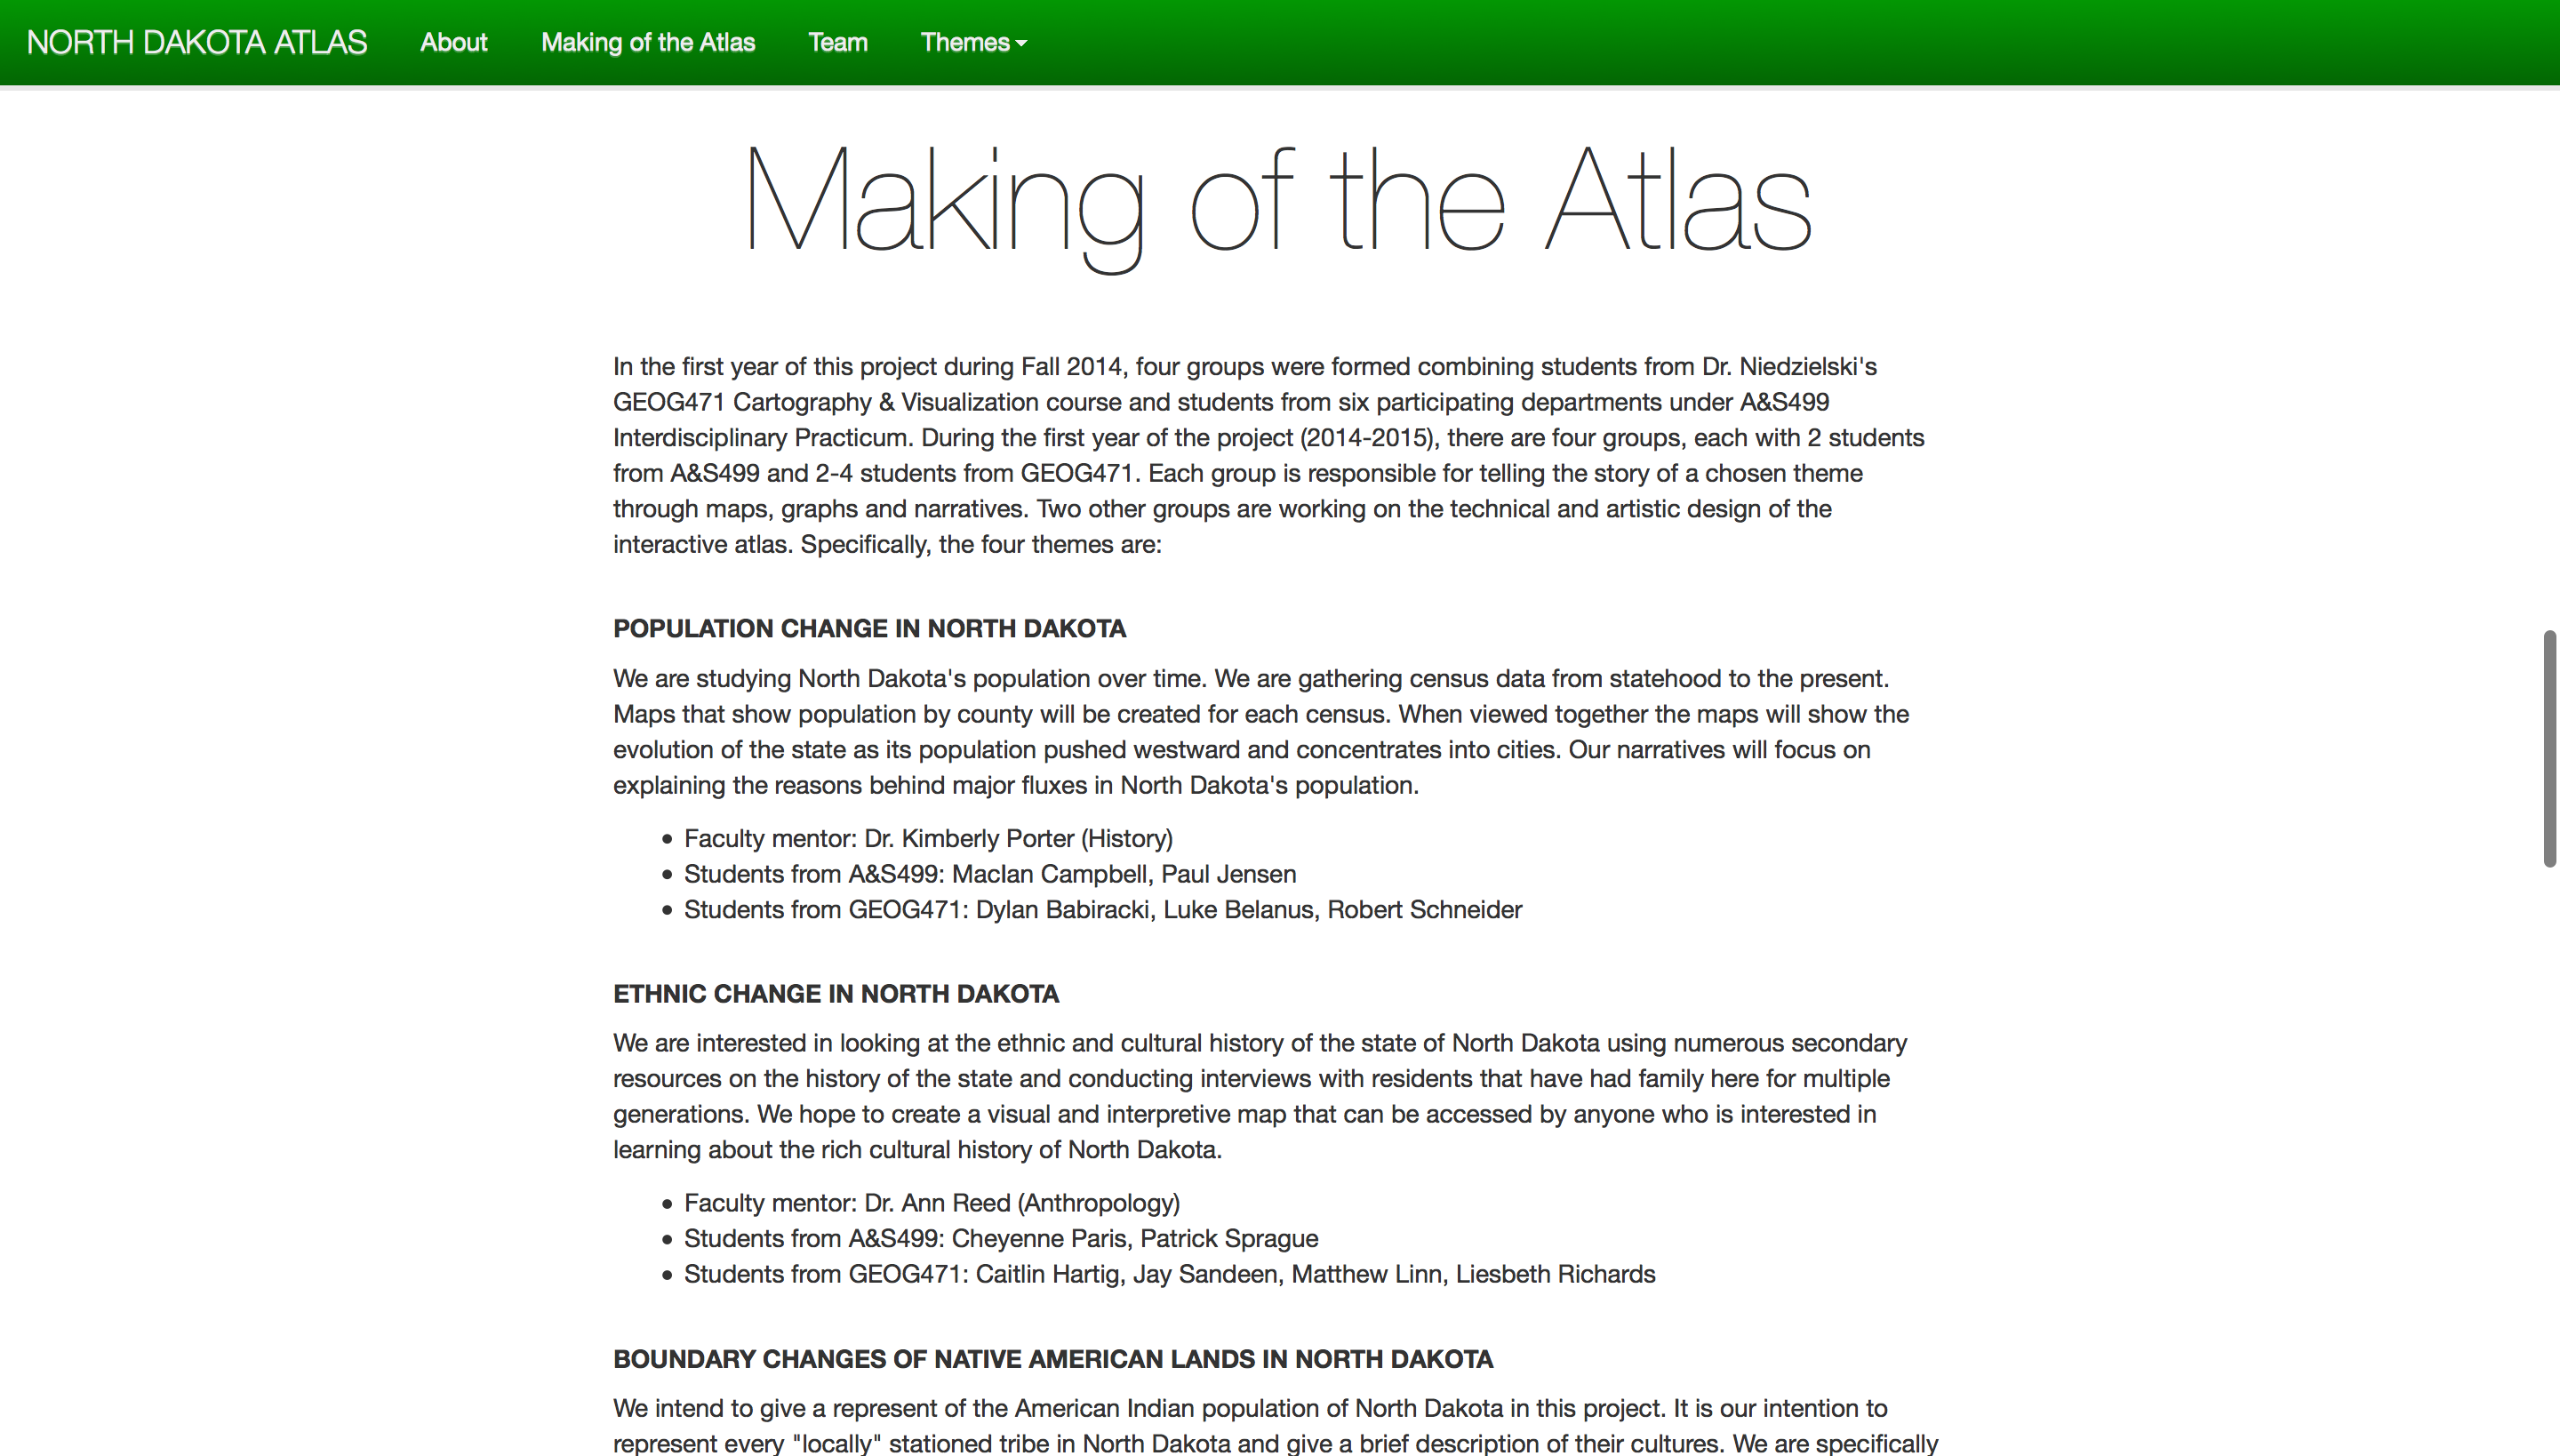 NORTH DAKOTA ATLAS About Making of the Atlas Team Themes
Making of the Atlas
In the first year of this project during Fall 2014, four groups were formed combining students from Dr. Niedzielski's
GEOG471 Cartography & Visualization course and students from six participating departments under A&S499
Interdisciplinary Practicum. During the first year of the project (2014-2015), there are four groups, each with 2 students
from A&S499 and 2-4 students from GEOG471. Each group is responsible for telling the story of a chosen theme
through maps, graphs and narratives. Two other groups are working on the technical and artistic design of the
interactive atlas. Specifically, the four themes are:
POPULATION CHANGE IN NORTH DAKOTA
We are studying North Dakota's population over time. We are gathering census data from statehood to the present.
Maps that show population by county will be created for each census. When viewed together the maps will show the
evolution of the state as its population pushed westward and concentrates into cities. Our narratives will focus on
explaining the reasons behind major fluxes in North Dakota's population.
• Faculty mentor: Dr. Kimberly Porter (History)
• Students from A&S499: MacIan Campbell, Paul Jensen
• Students from GEOG471: Dylan Babiracki, Luke Belanus, Robert Schneider
ETHNIC CHANGE IN NORTH DAKOTA
We are interested in looking at the ethnic and cultural history of the state of North Dakota using numerous secondary
resources on the history of the state and conducting interviews with residents that have had family here for multiple
generations. We hope to create a visual and interpretive map that can be accessed by anyone who is interested in
learning about the rich cultural history of North Dakota.
• Faculty mentor: Dr. Ann Reed (Anthropology)
• Students from A&S499: Cheyenne Paris, Patrick Sprague
• Students from GEOG471: Caitlin Hartig, Jay Sandeen, Matthew Linn, Liesbeth Richards
BOUNDARY CHANGES OF NATIVE AMERICAN LANDS IN NORTH DAKOTA
We intend to give a represent of the American Indian population of North Dakota in this project. It is our intention to
represent every "locally" stationed tribe in North Dakota and give a brief description of their cultures. We are specifically